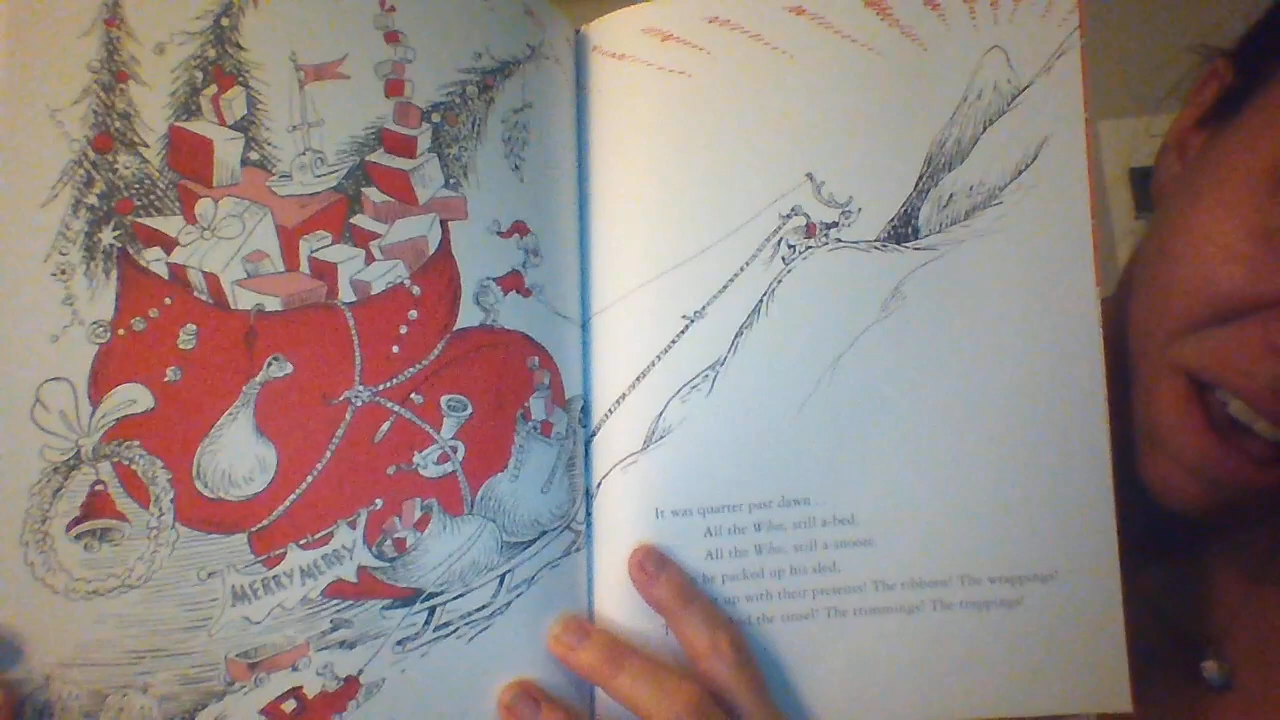 MERRY MERRY
It was quarter past dawn
All the Whos, still a-bed,
All the Whos, still a-snooze
he packed up his sled,
up with their presents! The ribbons! The wrappings!
the tinsel! The trimmings! The trappings!